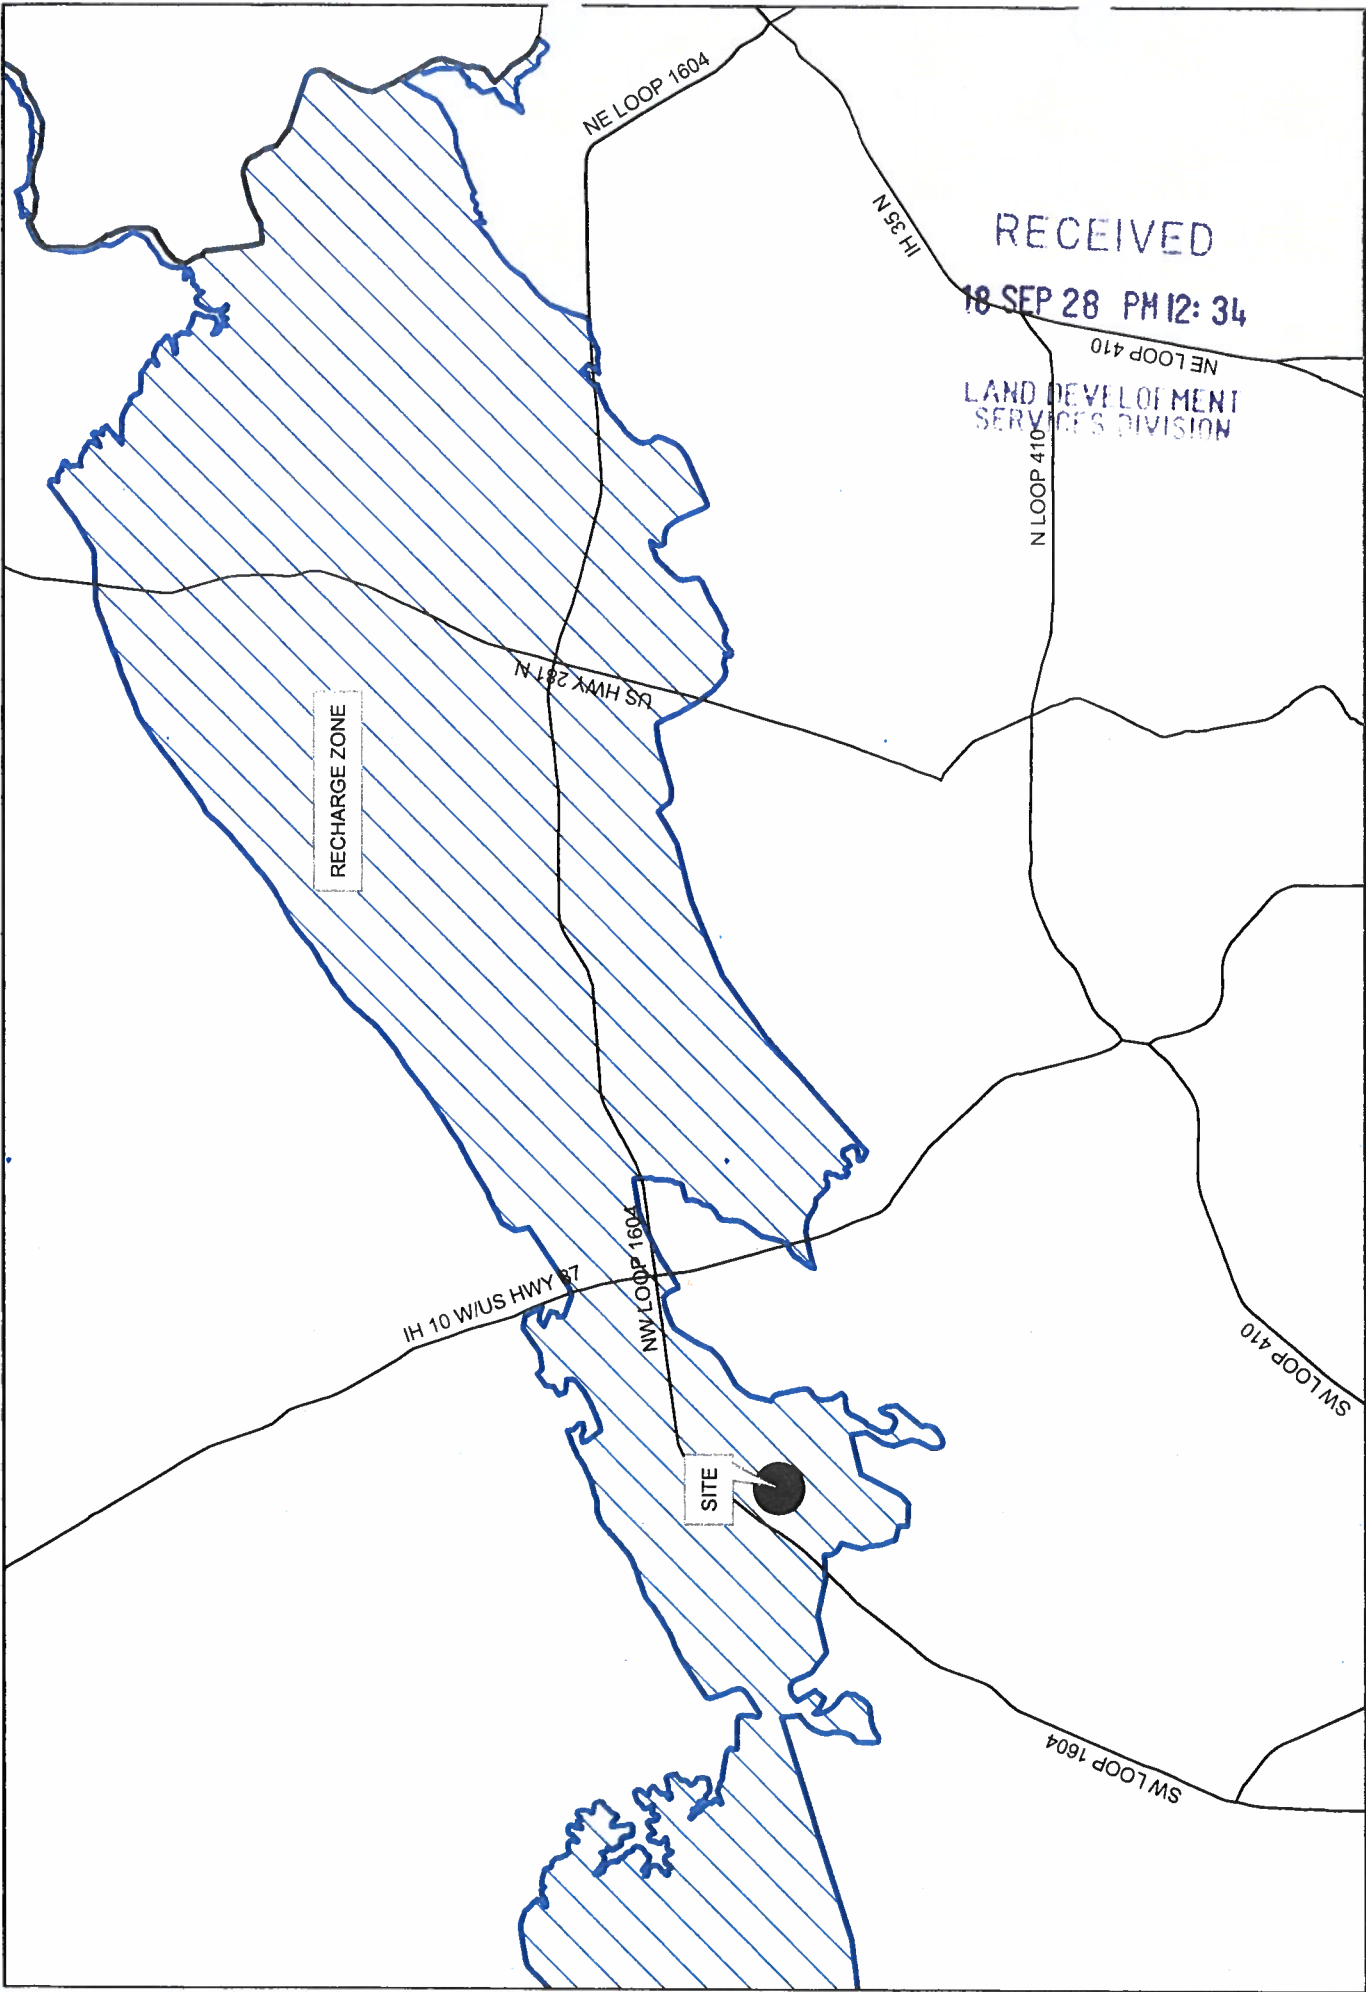 NE LOOP 1604
IH 35 N
RECEIVED
18 SEP 28 PM 12: 34
NE LOOP 410
LAND DEVELOPMENT
SERVICES DIVISION
N LOOP 410
US HWY 281 N
RECHARGE ZONE
NW LOOP 1604
IH 10 W/US HWY 87
SW LOOP 410
SITE
SW LOOP 1604